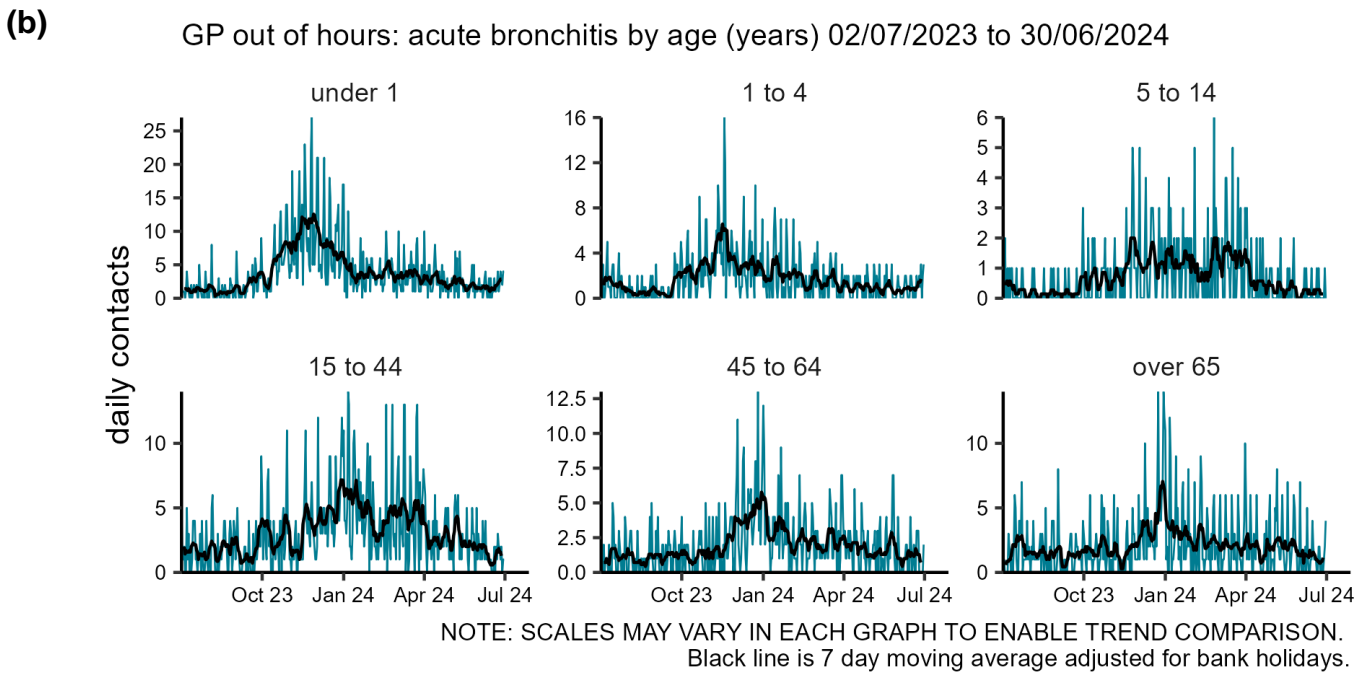 (b)
GP out of hours: acute bronchitis by age (years) 02/07/2023 to 30/06/2024
daily contacts
under 1
25
20
15
10
5
0
1 to 4
16
12
8
4
0
5 to 14
6
5
4
3
2
1
0
15 to 44
10
5
0
Oct 23 Jan 24 Apr 24 Jul 24
45 to 64
12.5
10.0
7.5
5.0
2.5
0.0
Oct 23 Jan 24 Apr 24 Jul 24
over 65
10
5
0
Oct 23 Jan 24 Apr 24 Jul 24
NOTE: SCALES MAY VARY IN EACH GRAPH TO ENABLE TREND COMPARISON.
Black line is 7 day moving average adjusted for bank holidays.